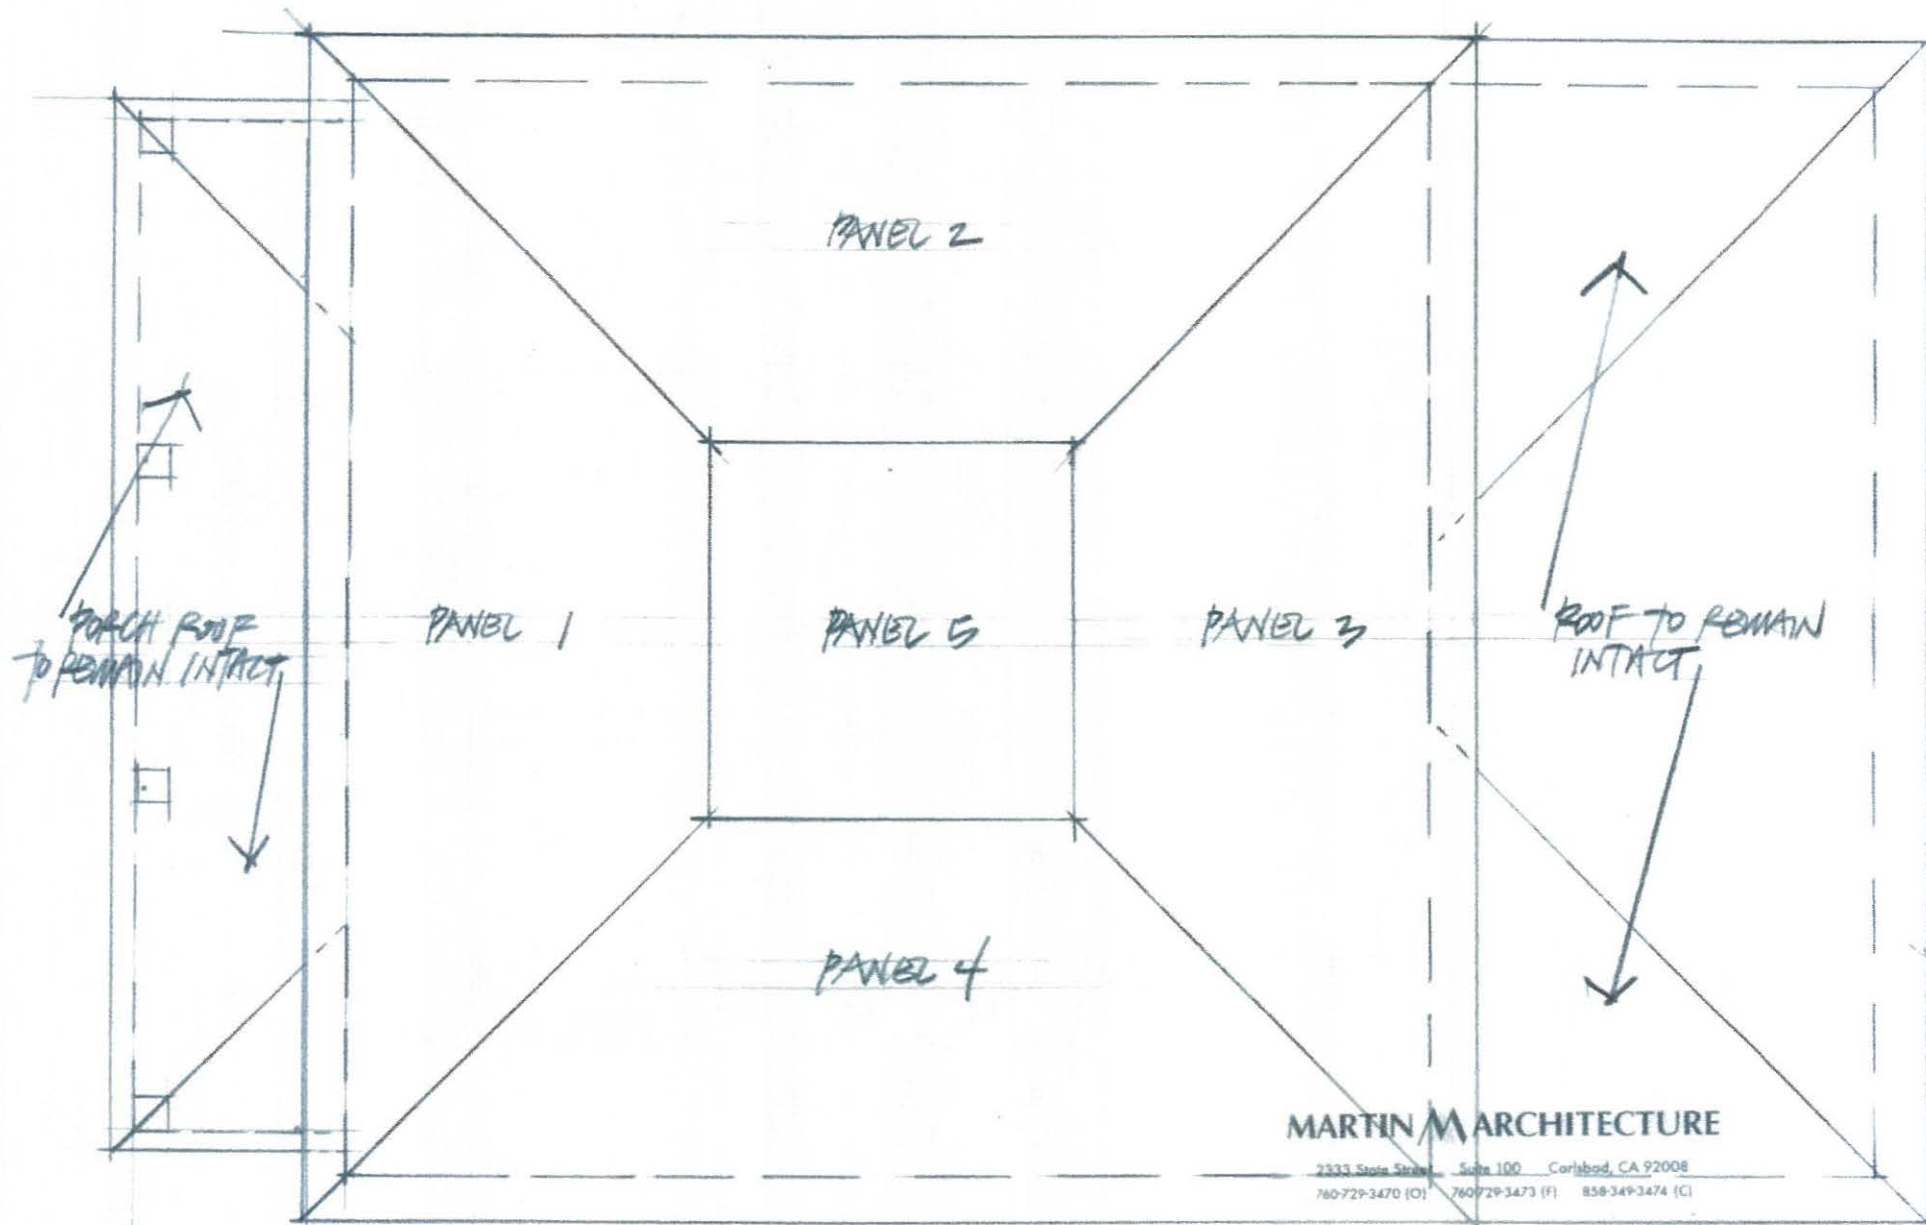 PANEL 2
PORCH ROOF
TO REMAIN INTACT
PANEL 1
PANEL 5
PANEL 3
ROOF TO REMAIN
INTACT
PANEL 4
MARTIN M ARCHITECTURE
2333 State Street Suite 100 Carlsbad, CA 92008
760-729-3470 (O) 760-729-3473 (F) 858-349-3474 (C)